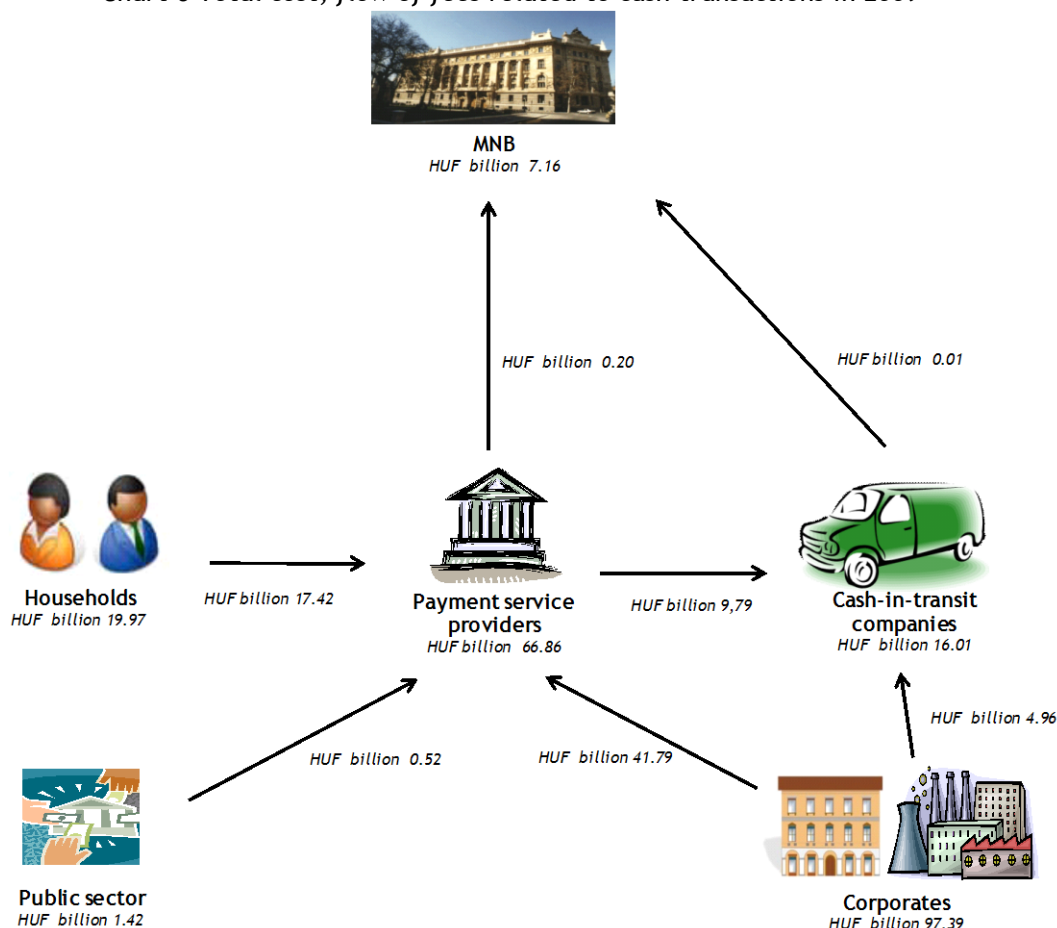 MNB
HUF billion 7.16
HUF billion 0.20
HUF billion 0.01
Households
HUF billion 19.97
HUF billion 17.42
Payment service
providers
HUF billion 66.86
HUF billion 9,79
Cash-in-transit
companies
HUF billion 16.01
HUF billion 4.96
HUF billion 0.52
HUF billion 41.79
Public sector
HUF billion 1.42
Corporates
HUF billion 97.39